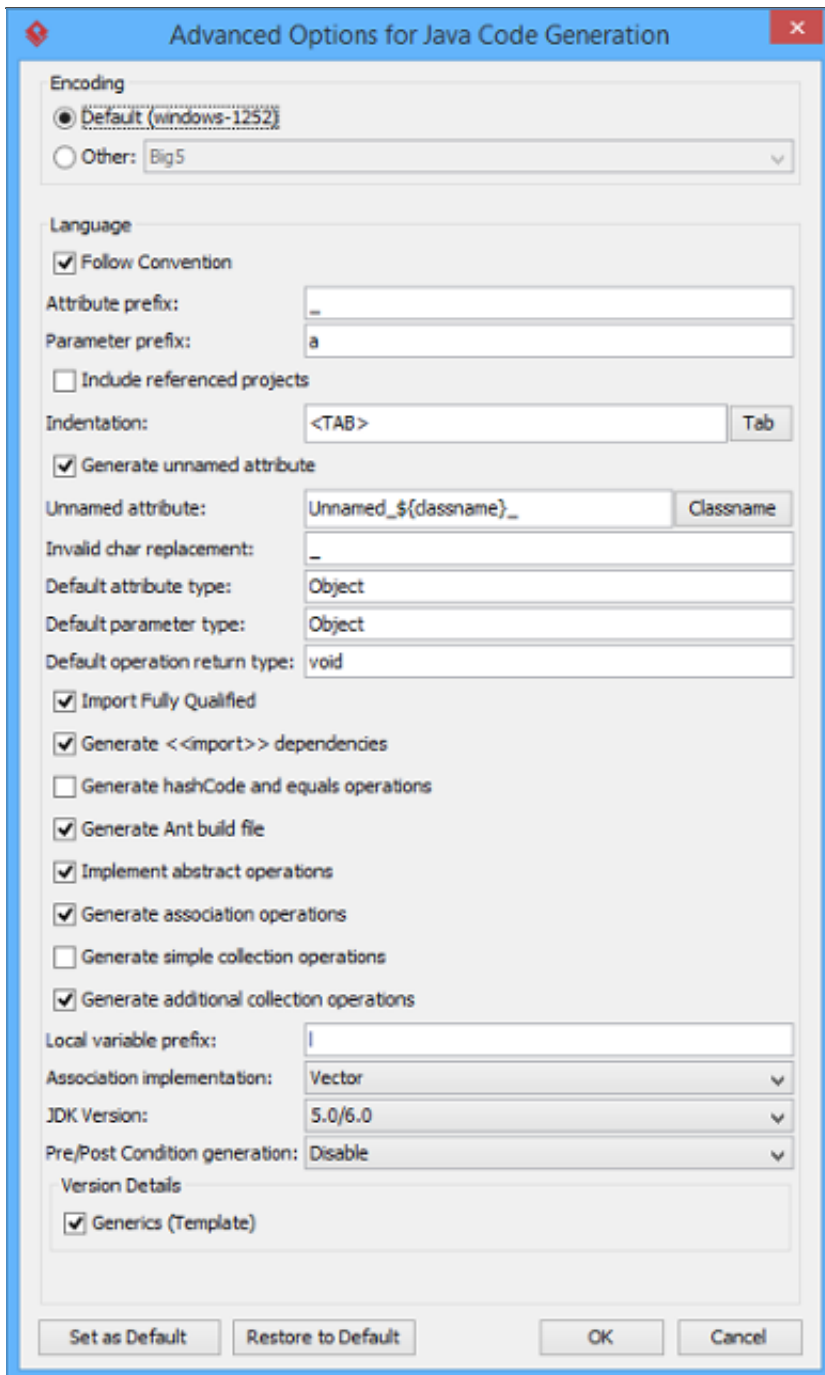 Advanced Options for Java Code Generation
Encoding
Default (windows-1252)
Other: Big5
Language
Follow Convention
Attribute prefix: _
Parameter prefix: a
Include referenced projects
Indentation: <TAB> Tab
Generate unnamed attribute
Unnamed attribute: Unnamed_${classname}_ Classname
Invalid char replacement: _
Default attribute type: Object
Default parameter type: Object
Default operation return type: void
Import Fully Qualified
Generate <<import>> dependencies
Generate hashCode and equals operations
Generate Ant build file
Implement abstract operations
Generate association operations
Generate simple collection operations
Generate additional collection operations
Local variable prefix: l
Association implementation: Vector
JDK Version: 5.0/6.0
Pre/Post Condition generation: Disable
Version Details
Generics (Template)
Set as Default Restore to Default OK Cancel